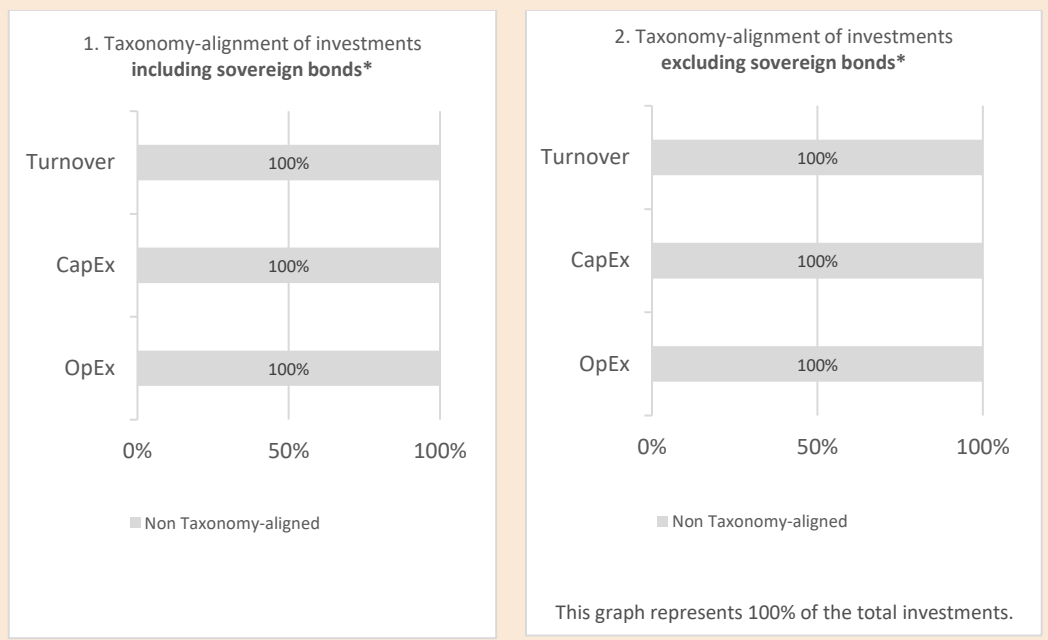 1. Taxonomy-alignment of investments
including sovereign bonds*
Turnover
100%
CapEx
100%
OpEx
100%
0%
50%
100%
Non Taxonomy-aligned
2. Taxonomy-alignment of investments
excluding sovereign bonds*
Turnover
100%
CapEx
100%
OpEx
100%
0%
50%
100%
Non Taxonomy-aligned
This graph represents 100% of the total investments.